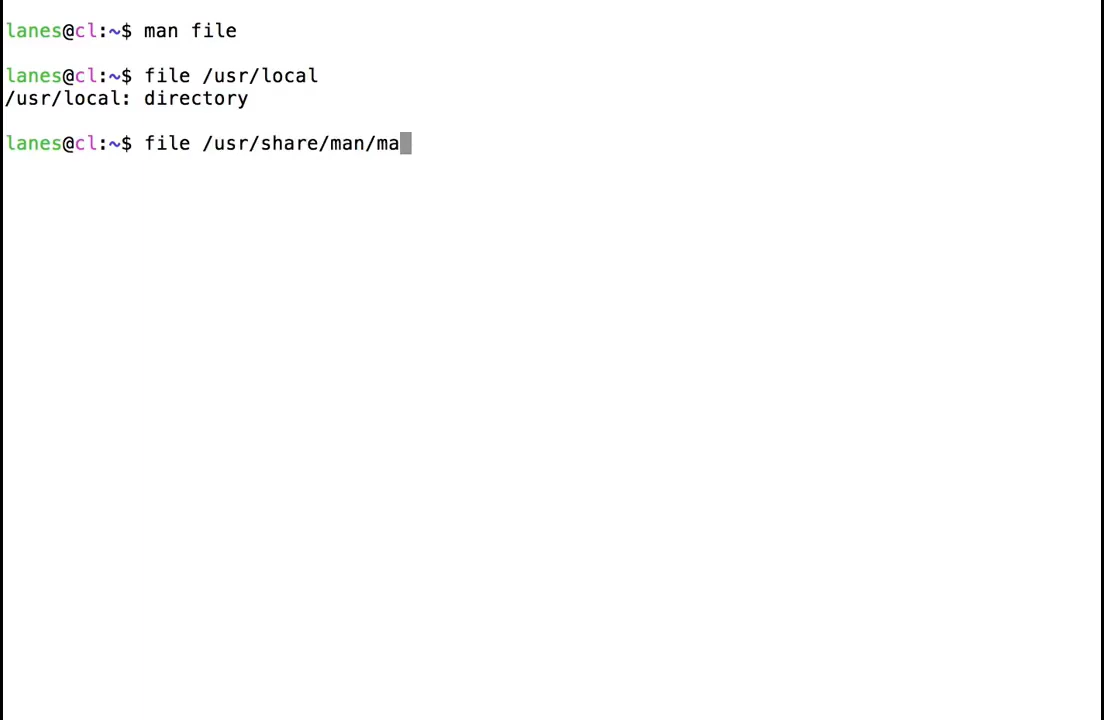 lanes@cl:~$ man file
lanes@cl:~$ file /usr/local
/usr/local: directory
lanes@cl:~$ file /usr/share/man/ma